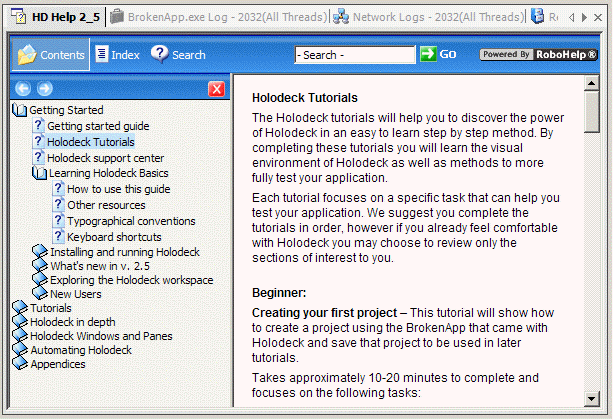 HD Help 2_5 BrokenApp.exe Log - 2032(All Threads) Network Logs - 2032(All Threads)
Contents Index Search - Search - GO Powered By RoboHelp ®
Getting Started
Getting started guide
Holodeck Tutorials
Holodeck support center
Learning Holodeck Basics
How to use this guide
Other resources
Typographical conventions
Keyboard shortcuts
Installing and running Holodeck
What's new in v. 2.5
Exploring the Holodeck workspace
New Users
Tutorials
Holodeck in depth
Holodeck Windows and Panes
Automating Holodeck
Appendices
Holodeck Tutorials
The Holodeck tutorials will help you to discover the power
of Holodeck in an easy to learn step by step method. By
completing these tutorials you will learn the visual
environment of Holodeck as well as methods to more
fully test your application.
Each tutorial focuses on a specific task that can help you
test your application. We suggest you complete the
tutorials in order, however if you already feel comfortable
with Holodeck you may choose to review only the
sections of interest to you.
Beginner:
Creating your first project – This tutorial will show how
to create a project using the BrokenApp that came with
Holodeck and save that project to be used in later
tutorials.
Takes approximately 10-20 minutes to complete and
focuses on the following tasks: